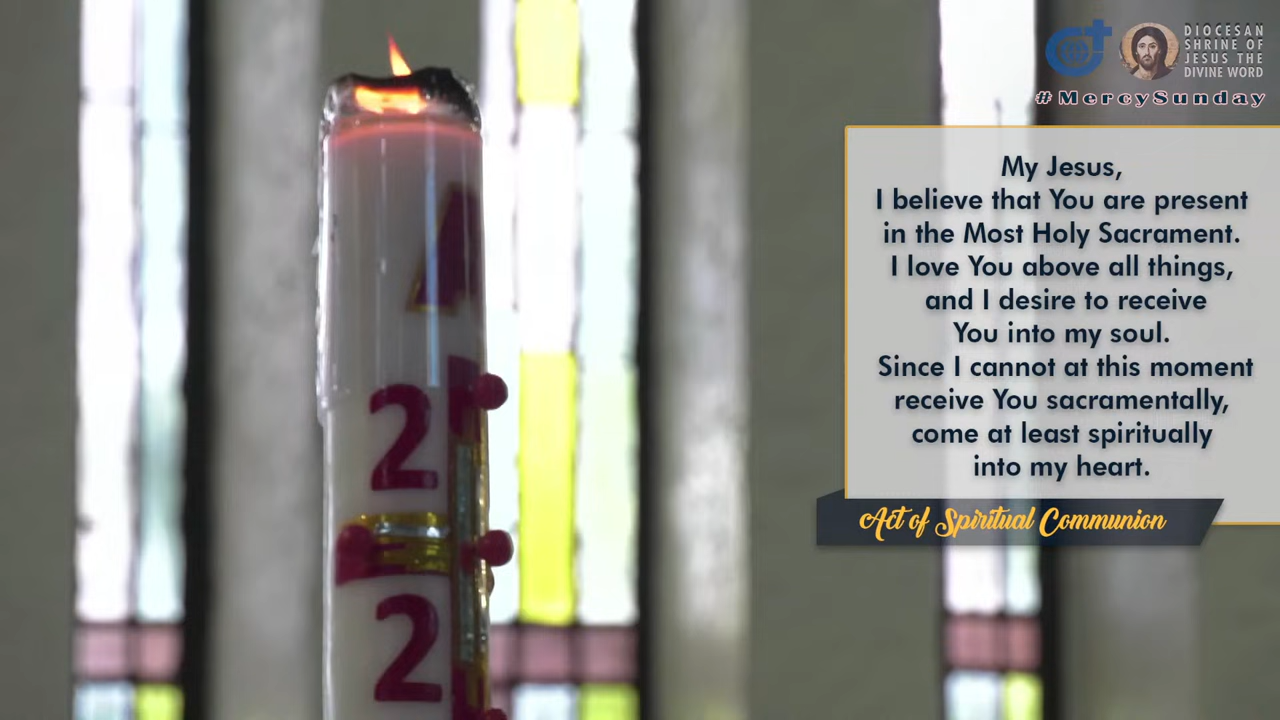 DIOCESAN
SHRINE OF
JESUS THE
DIVINE WORD
#MercySunday
My Jesus,
I believe that You are present
in the Most Holy Sacrament.
I love You above all things,
and I desire to receive
You into my soul.
Since I cannot at this moment
receive You sacramentally,
come at least spiritually
into my heart.
Act of Spiritual Communion
A
2
2